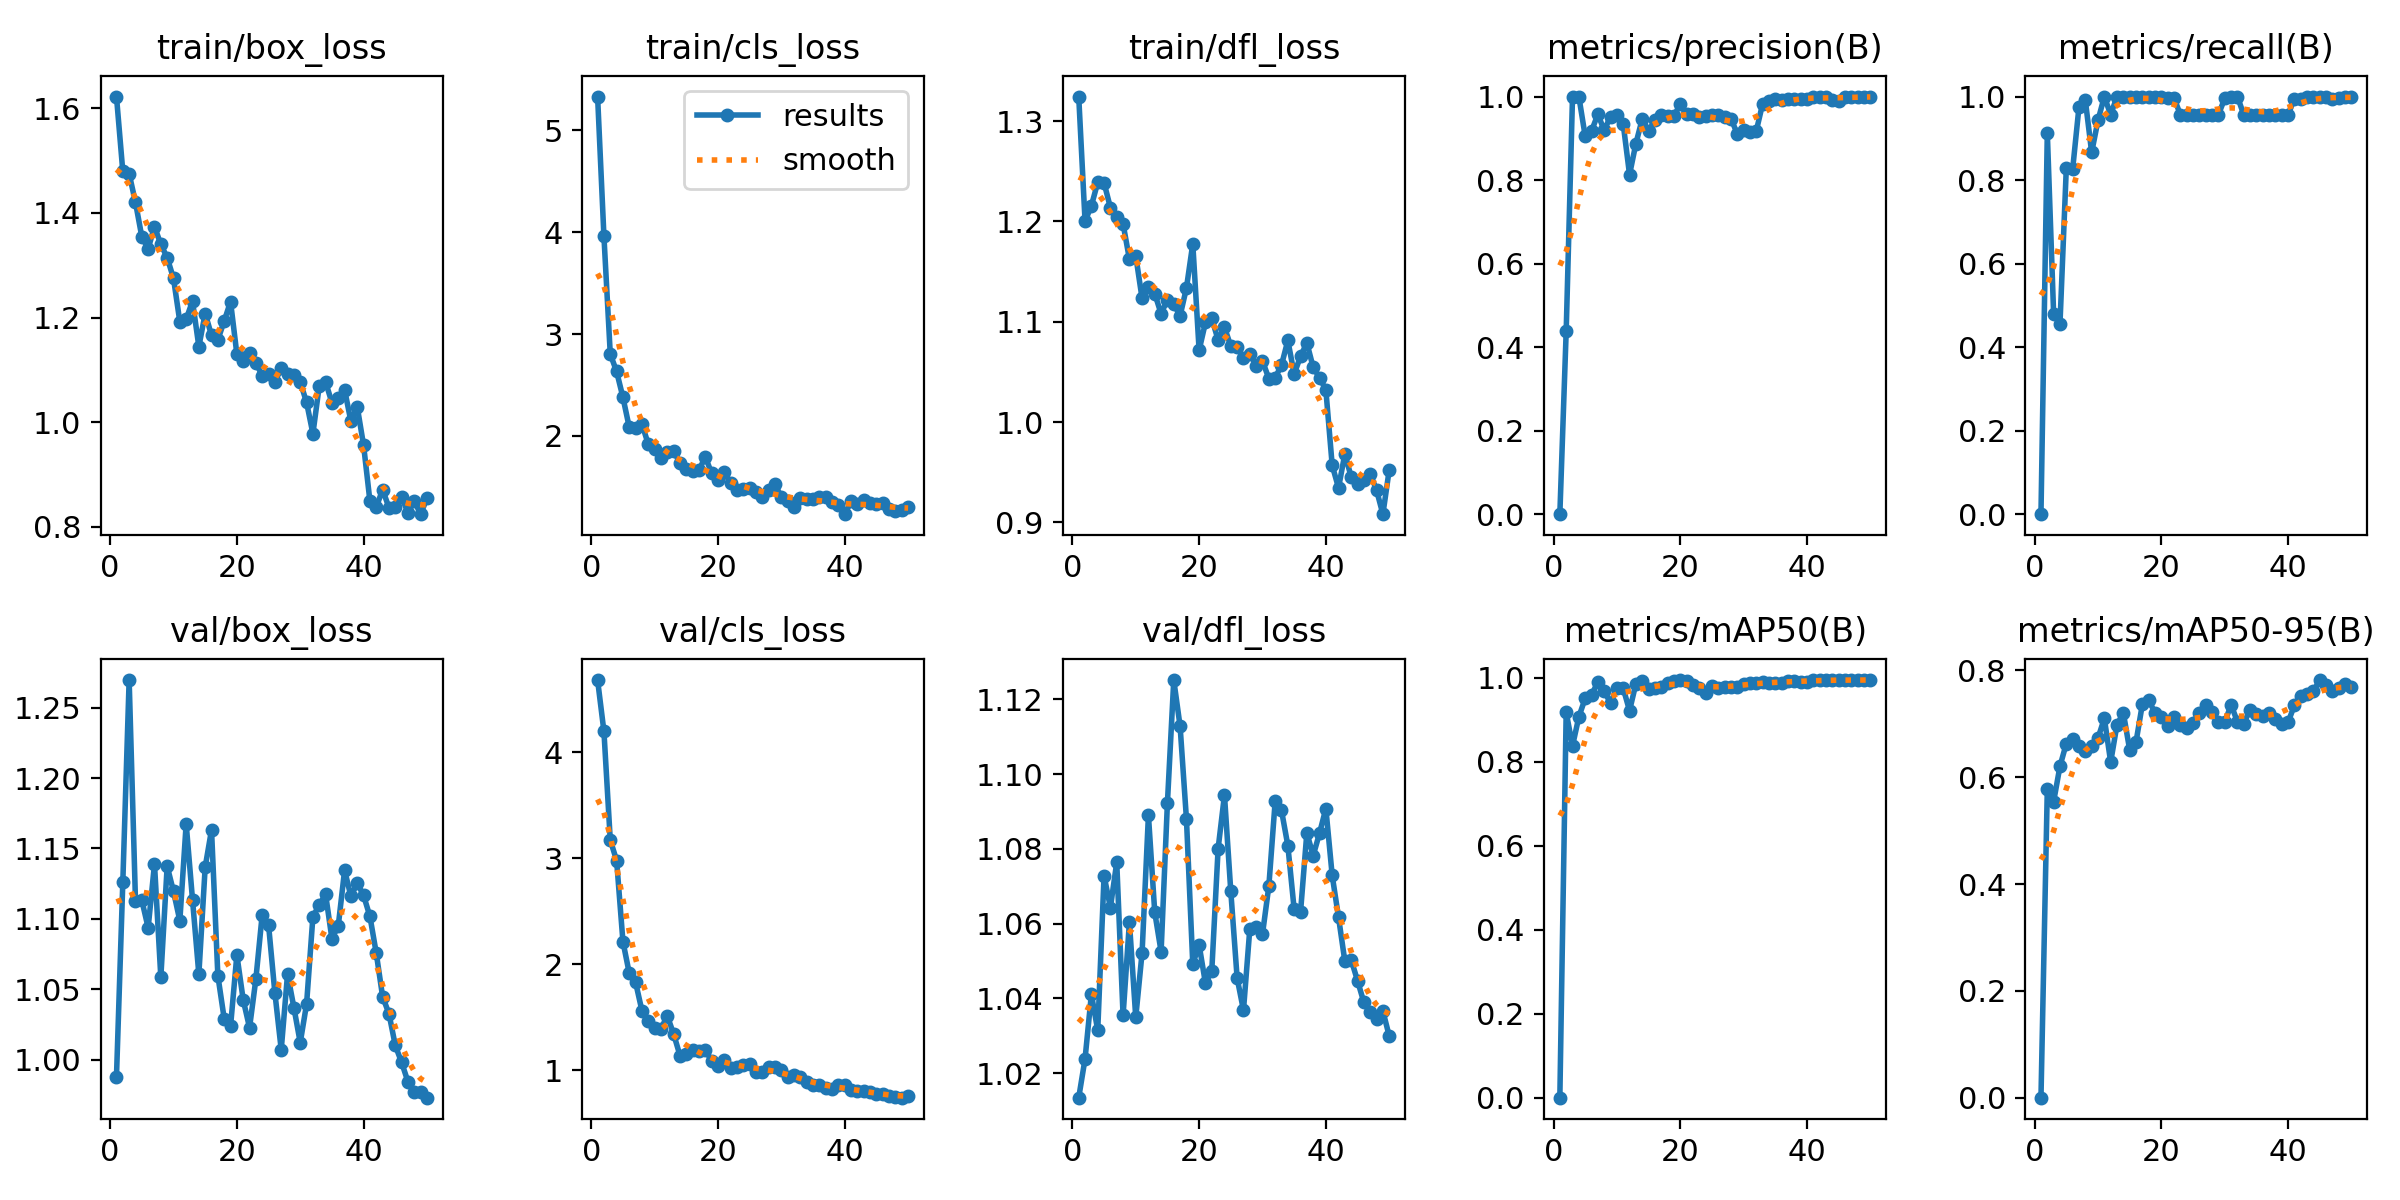 train/box_loss
1.6
1.4
1.2
1.0
0.8
0 20 40
train/cls_loss
results
smooth
5
4
3
2
0 20 40
train/dfl_loss
1.3
1.2
1.1
1.0
0.9
0 20 40
metrics/precision(B)
1.0
0.8
0.6
0.4
0.2
0.0
0 20 40
metrics/recall(B)
1.0
0.8
0.6
0.4
0.2
0.0
0 20 40
val/box_loss
1.25
1.20
1.15
1.10
1.05
1.00
0 20 40
val/cls_loss
4
3
2
1
0 20 40
val/dfl_loss
1.12
1.10
1.08
1.06
1.04
1.02
0 20 40
metrics/mAP50(B)
1.0
0.8
0.6
0.4
0.2
0.0
0 20 40
metrics/mAP50-95(B)
0.8
0.6
0.4
0.2
0.0
0 20 40